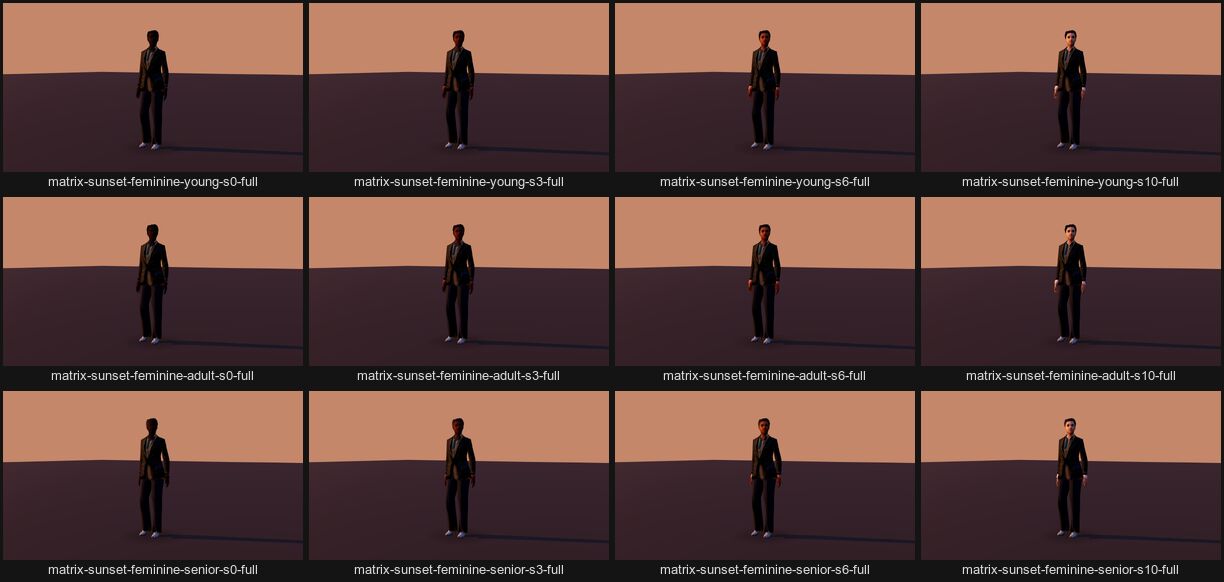 matrix-sunset-feminine-young-s0-full
matrix-sunset-feminine-young-s3-full
matrix-sunset-feminine-young-s6-full
matrix-sunset-feminine-young-s10-full
matrix-sunset-feminine-adult-s0-full
matrix-sunset-feminine-adult-s3-full
matrix-sunset-feminine-adult-s6-full
matrix-sunset-feminine-adult-s10-full
matrix-sunset-feminine-senior-s0-full
matrix-sunset-feminine-senior-s3-full
matrix-sunset-feminine-senior-s6-full
matrix-sunset-feminine-senior-s10-full